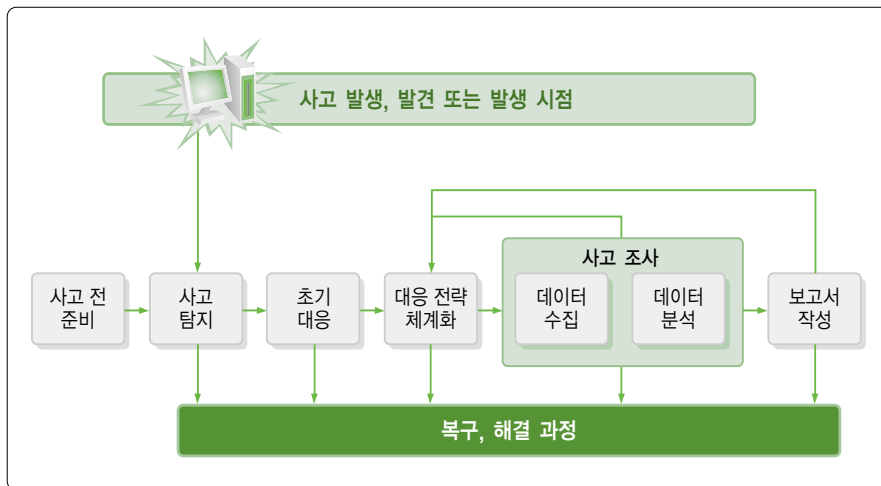 사고 발생, 발견 또는 발생 시점
사고 조사
사고 전
준비
사고
탐지
초기
대응
대응 전략
체계화
데이터
수집
데이터
분석
보고서
작성
복구, 해결 과정